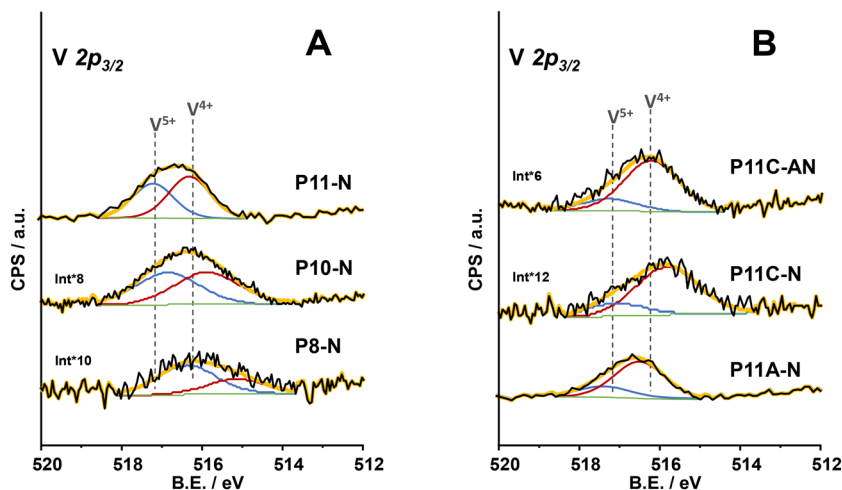 A
V 2p3/2
V5+
V4+
P11-N
Int*8
P10-N
Int*10
P8-N
CPS / a.u.
520
518
516
514
512
B.E. / eV
B
V 2p3/2
V5+
V4+
Int*6
P11C-AN
Int*12
P11C-N
P11A-N
CPS / a.u.
520
518
516
514
512
B.E. / eV